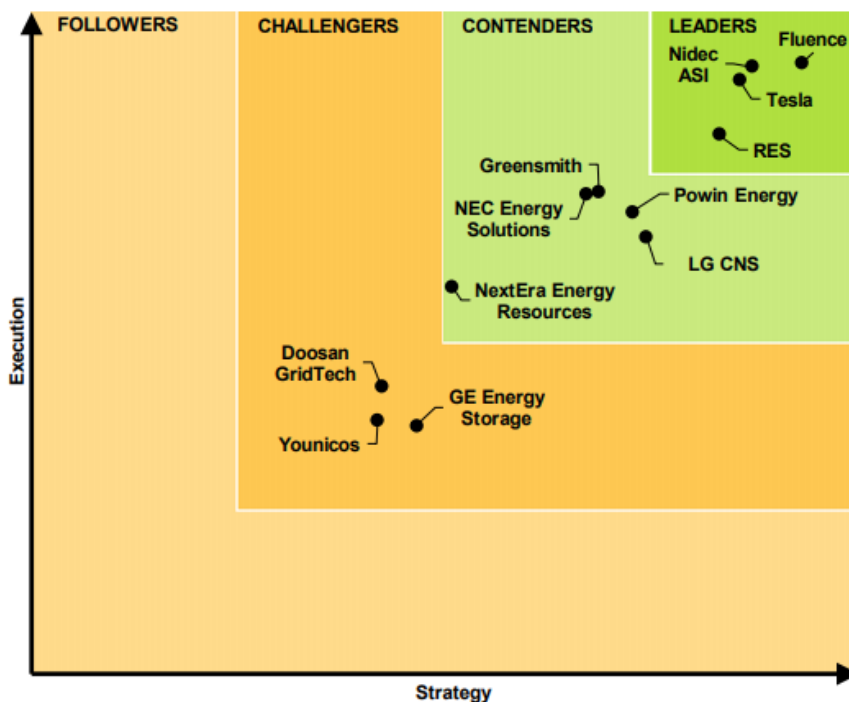 FOLLOWERS
CHALLENGERS
CONTENDERS
LEADERS
Fluence
Nidec
ASI
Tesla
RES
Greensmith
NEC Energy
Solutions
Powin Energy
LG CNS
NextEra Energy
Resources
Doosan
GridTech
GE Energy
Storage
Younicos
Execution
Strategy